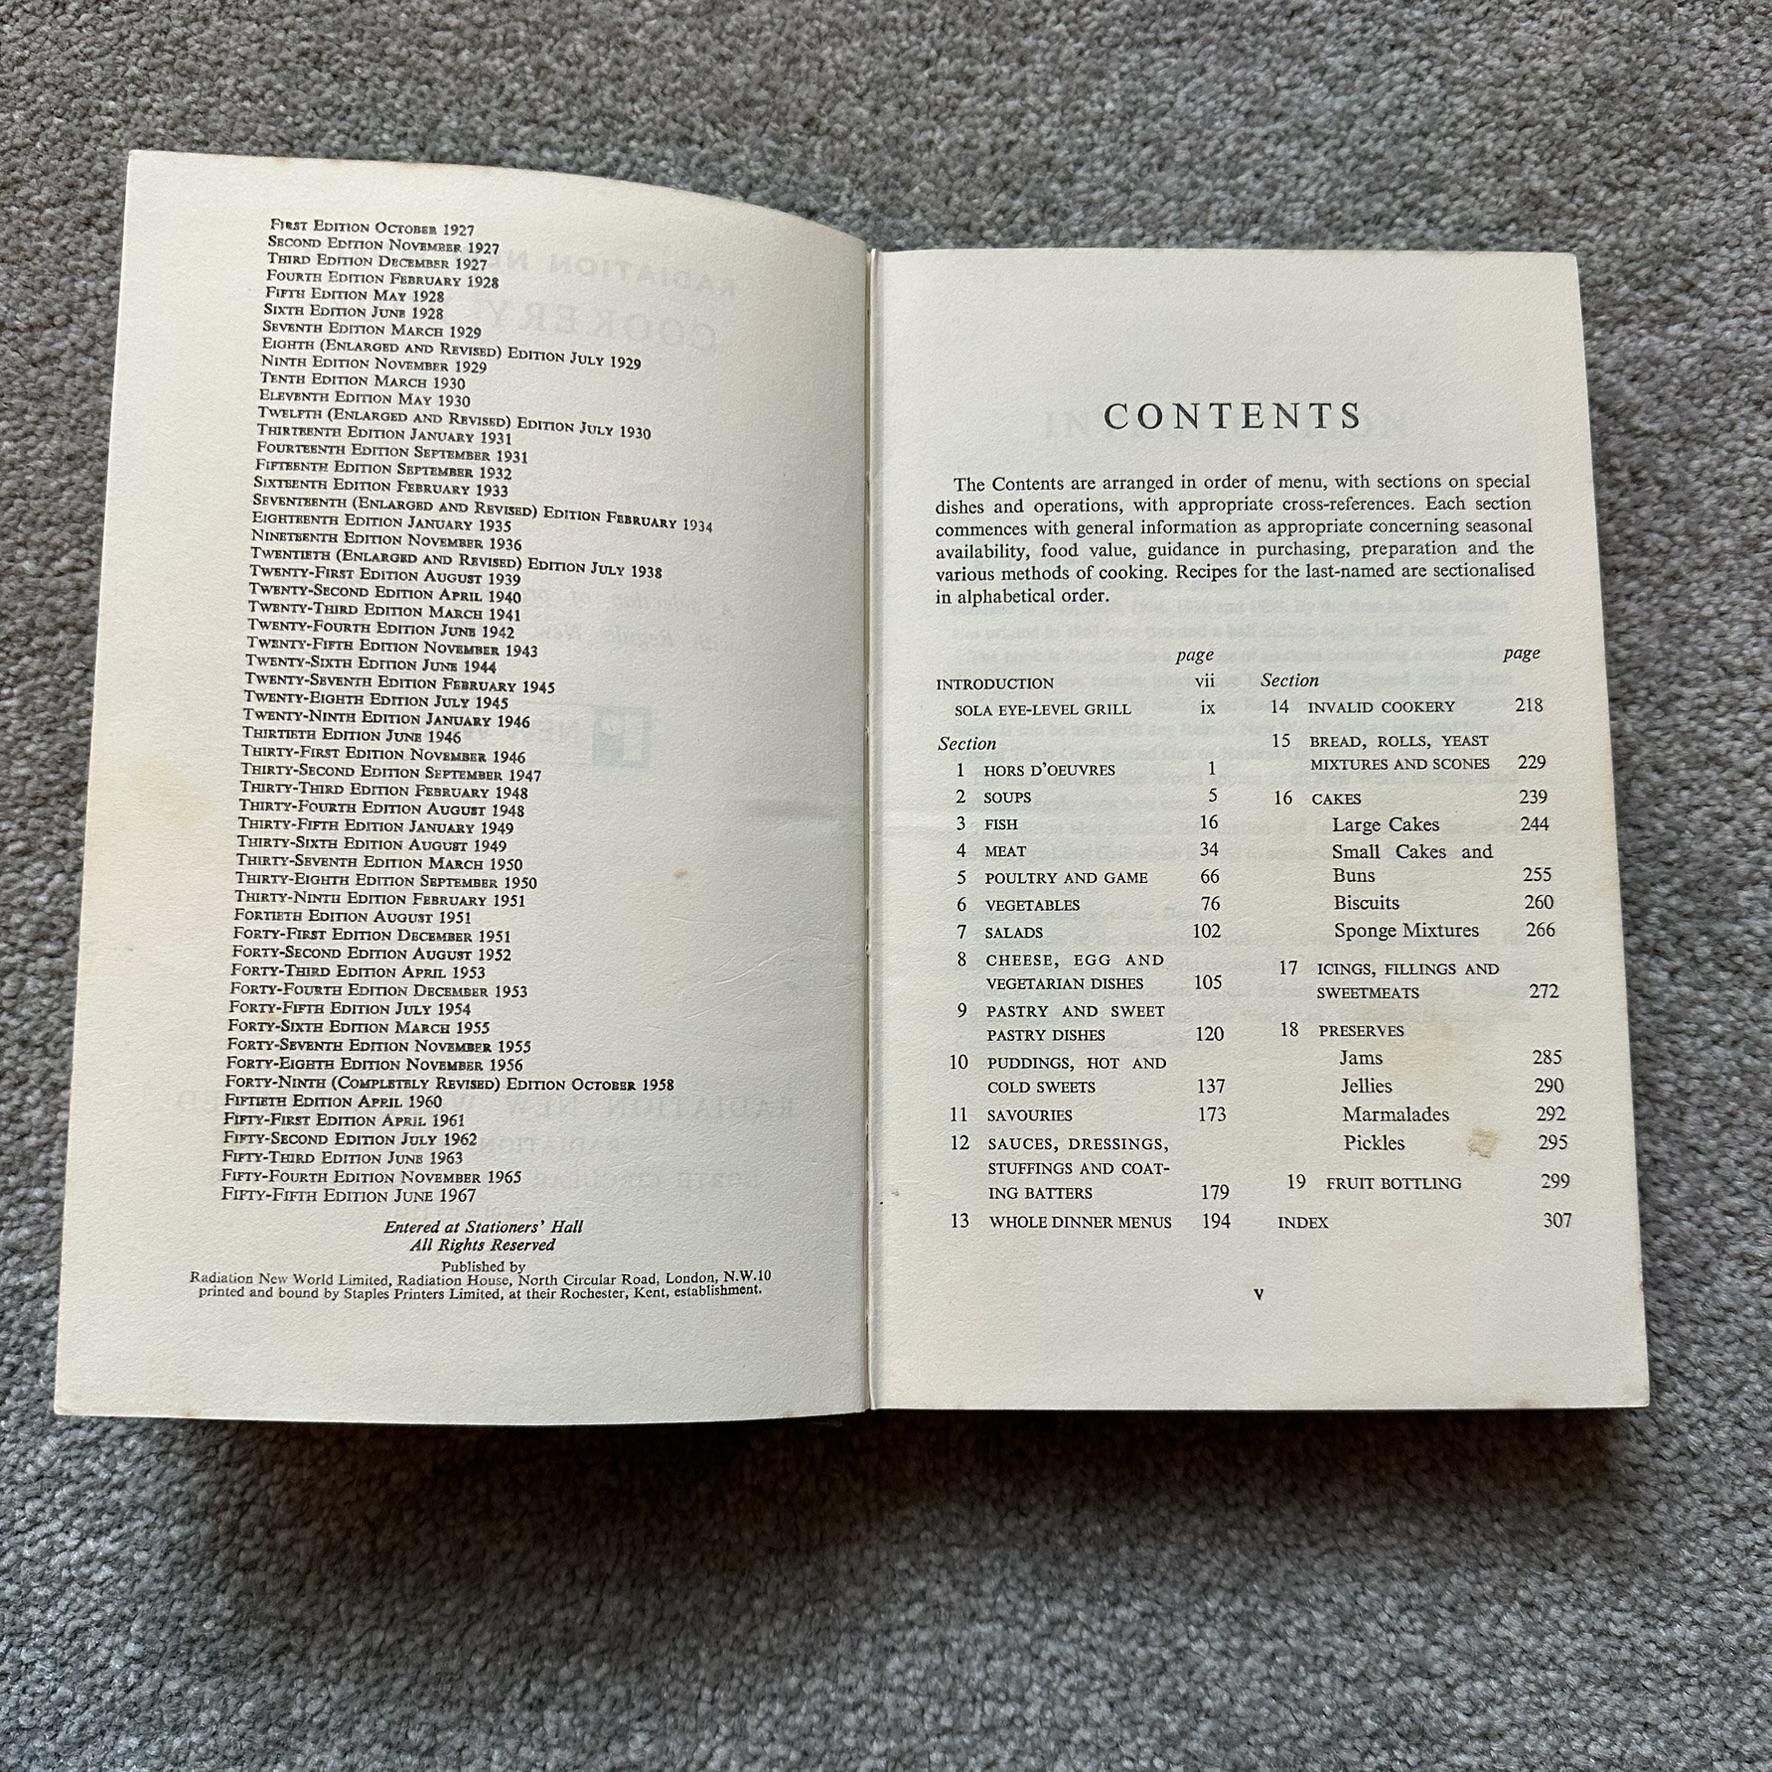 First Edition October 1927
Second Edition November 1927
Third Edition December 1927
Fourth Edition February 1928
Fifth Edition May 1928
Sixth Edition June 1928
Seventh Edition March 1929
Eighth (Enlarged and Revised) Edition July 1929
Ninth Edition November 1929
Tenth Edition March 1930
Eleventh Edition May 1930
Twelfth (Enlarged and Revised) Edition July 1930
Thirteenth Edition January 1931
Fourteenth Edition September 1931
Fifteenth Edition September 1932
Sixteenth Edition February 1933
Seventeenth (Enlarged and Revised) Edition February 1934
Eighteenth Edition January 1935
Nineteenth Edition November 1936
Twentieth (Enlarged and Revised) Edition July 1938
Twenty-First Edition August 1939
Twenty-Second Edition April 1940
Twenty-Third Edition March 1941
Twenty-Fourth Edition June 1942
Twenty-Fifth Edition November 1943
Twenty-Sixth Edition June 1944
Twenty-Seventh Edition February 1945
Twenty-Eighth Edition July 1945
Twenty-Ninth Edition January 1946
Thirtieth Edition June 1946
Thirty-First Edition November 1946
Thirty-Second Edition September 1947
Thirty-Third Edition February 1948
Thirty-Fourth Edition August 1948
Thirty-Fifth Edition January 1949
Thirty-Sixth Edition August 1949
Thirty-Seventh Edition March 1950
Thirty-Eighth Edition September 1950
Thirty-Ninth Edition February 1951
Fortieth Edition August 1951
Forty-First Edition December 1951
Forty-Second Edition August 1952
Forty-Third Edition April 1953
Forty-Fourth Edition December 1953
Forty-Fifth Edition July 1954
Forty-Sixth Edition March 1955
Forty-Seventh Edition November 1955
Forty-Eighth Edition November 1956
Forty-Ninth (Completely Revised) Edition October 1958
Fiftieth Edition April 1960
Fifty-First Edition April 1961
Fifty-Second Edition July 1962
Fifty-Third Edition June 1963
Fifty-Fourth Edition November 1965
Fifty-Fifth Edition June 1967
Entered at Stationers' Hall
All Rights Reserved
Published by
Radiation New World Limited, Radiation House, North Circular Road, London, N.W.10
printed and bound by Staples Printers Limited, at their Rochester, Kent, establishment.
CONTENTS
The Contents are arranged in order of menu, with sections on special
dishes and operations, with appropriate cross-references. Each section
commences with general information as appropriate concerning seasonal
availability, food value, guidance in purchasing, preparation and the
various methods of cooking. Recipes for the last-named are sectionalised
in alphabetical order.
page
INTRODUCTION vii
SOLA EYE-LEVEL GRILL ix
Section
1 HORS D'OEUVRES 1
2 SOUPS 5
3 FISH 16
4 MEAT 34
5 POULTRY AND GAME 66
6 VEGETABLES 76
7 SALADS 102
8 CHEESE, EGG AND
VEGETARIAN DISHES 105
9 PASTRY AND SWEET
PASTRY DISHES 120
10 PUDDINGS, HOT AND
COLD SWEETS 137
11 SAVOURIES 173
12 SAUCES, DRESSINGS,
STUFFINGS AND COAT-
ING BATTERS 179
13 WHOLE DINNER MENUS 194
page
Section
14 INVALID COOKERY 218
15 BREAD, ROLLS, YEAST
MIXTURES AND SCONES 229
16 CAKES 239
Large Cakes 244
Small Cakes and
Buns 255
Biscuits 260
Sponge Mixtures 266
17 ICINGS, FILLINGS AND
SWEETMEATS 272
18 PRESERVES
Jams 285
Jellies 290
Marmalades 292
Pickles 295
19 FRUIT BOTTLING 299
INDEX 307
v